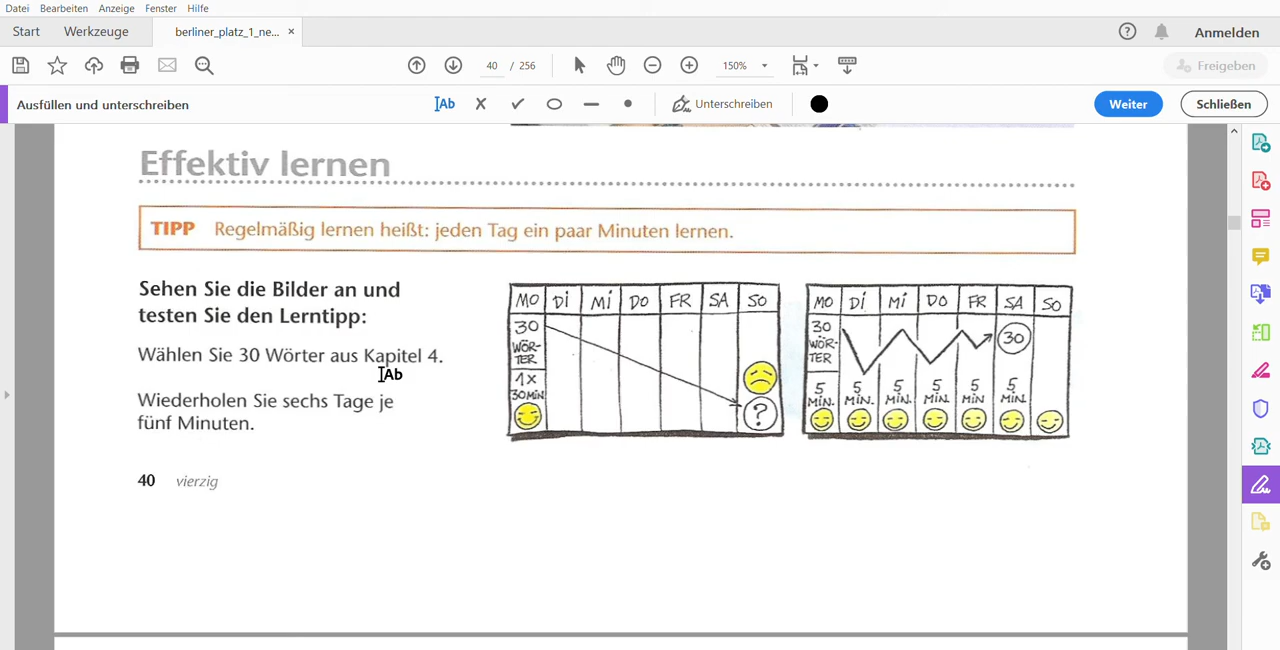 Datei Bearbeiten Anzeige Fenster Hilfe
Start Werkzeuge berliner_platz_1_ne... × Anmelden
40 / 256 150% Freigeben
Ausfüllen und unterschreiben Ab Unterschreiben Weiter Schließen
Effektiv lernen
TIPP Regelmäßig lernen heißt: jeden Tag ein paar Minuten lernen.
Sehen Sie die Bilder an und
testen Sie den Lerntipp:
Wählen Sie 30 Wörter aus Kapitel 4.
Ab
Wiederholen Sie sechs Tage je
fünf Minuten.
MO DI MI DO FR SA SO
30
WÖR-
TER
1x
30MIN
?
MO DI MI DO FR SA SO
30
WÖR-
TER
30
5 5 5 5 5 5
MIN. MIN. MIN. MIN. MIN MIN.
40 vierzig